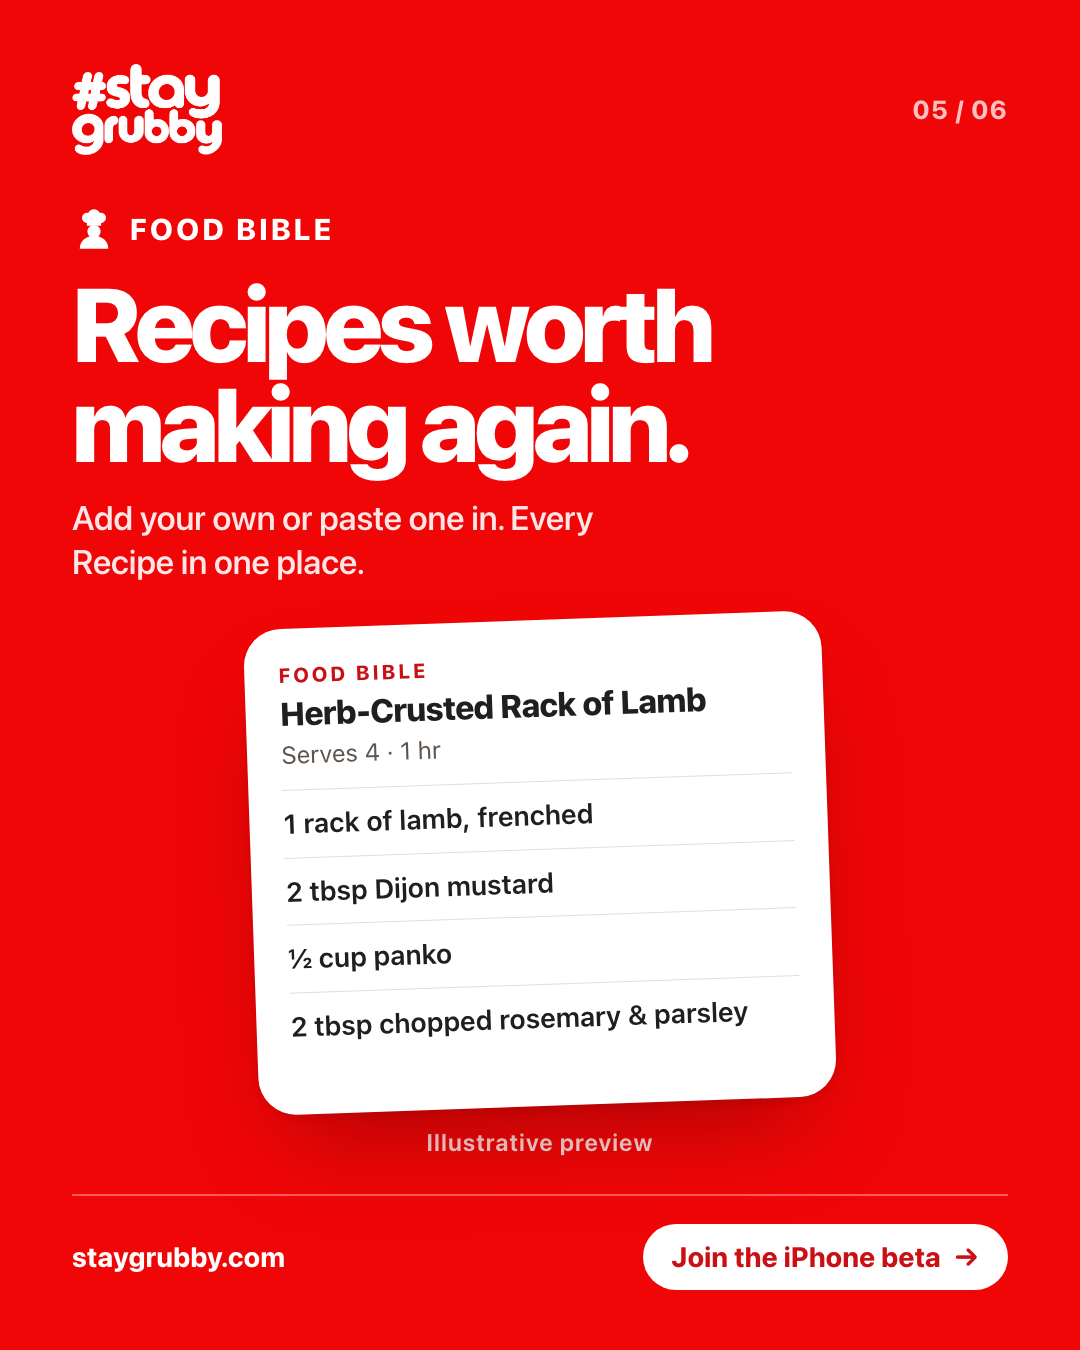 #stay
grubby
05 / 06
FOOD BIBLE
Recipes worth
making again.
Add your own or paste one in. Every
Recipe in one place.
FOOD BIBLE
Herb-Crusted Rack of Lamb
Serves 4 · 1 hr
1 rack of lamb, frenched
2 tbsp Dijon mustard
½ cup panko
2 tbsp chopped rosemary & parsley
Illustrative preview
staygrubby.com
Join the iPhone beta →